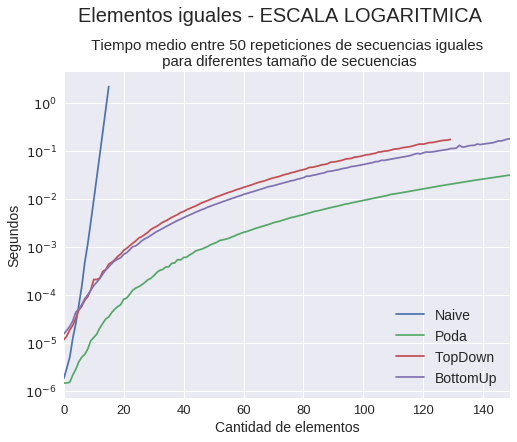 Elementos iguales - ESCALA LOGARITMICA
Tiempo medio entre 50 repeticiones de secuencias iguales
para diferentes tamaño de secuencias
10^0
10^-1
10^-2
10^-3
10^-4
10^-5
10^-6
Segundos
Naive
Poda
TopDown
BottomUp
0 20 40 60 80 100 120 140
Cantidad de elementos